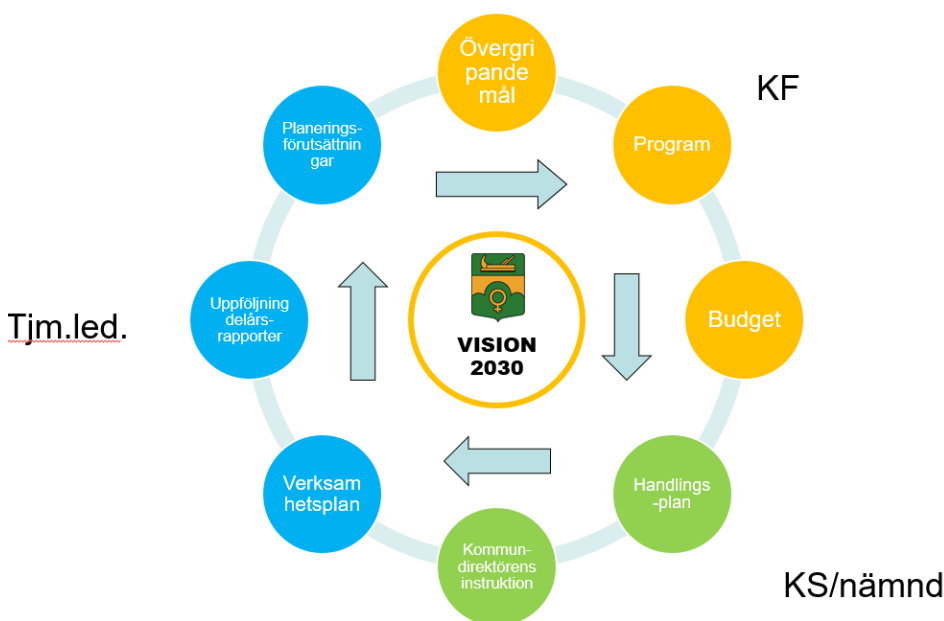 Övergri
pande
mål
KF
Program
Budget
Handlings
-plan
KS/nämnd
Kommun-
direktörens
instruktion
Verksam
hetsplan
Tjm.led.
Uppföljning
delårs-
rapporter
Planerings-
förutsättnin
gar
VISION
2030